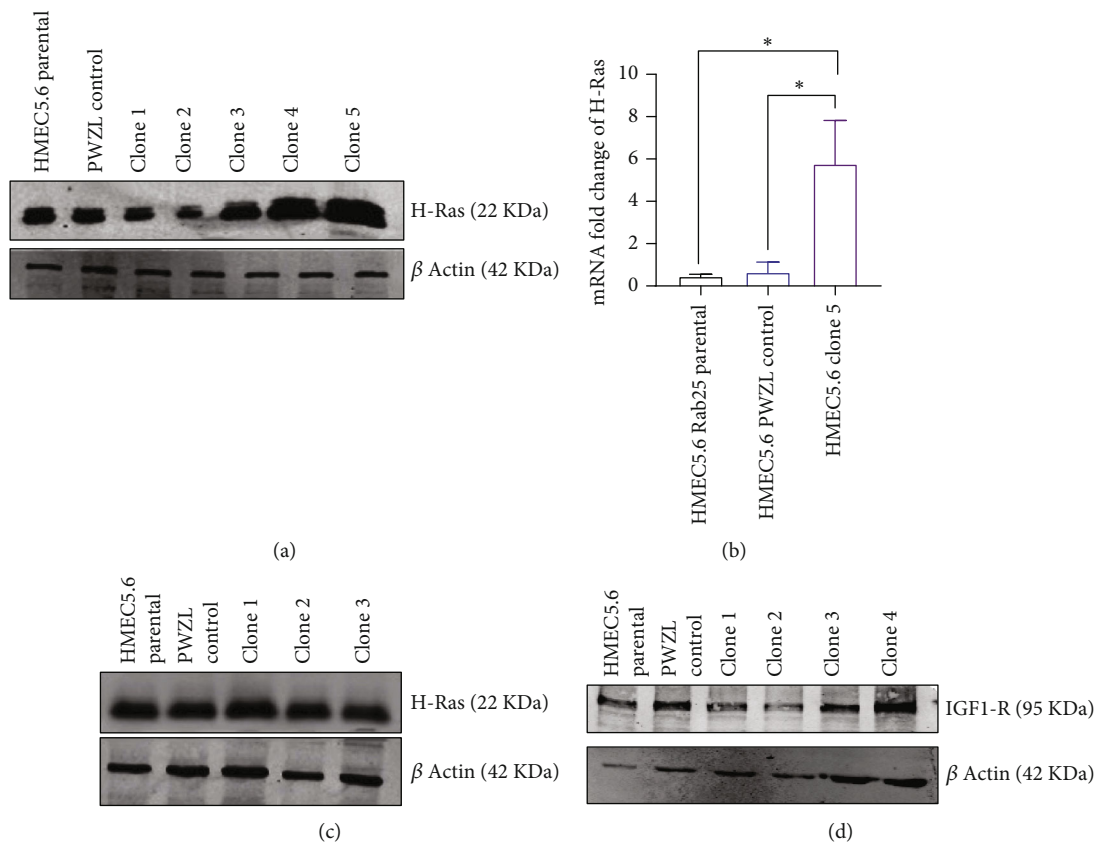 HMEC5.6 parental
PWZL control
Clone 1
Clone 2
Clone 3
Clone 4
Clone 5
H-Ras (22 KDa)
β Actin (42 KDa)
(a)
*
*
mRNA fold change of H-Ras
10
8
6
4
2
0
HMEC5.6 Rab25 parental
HMEC5.6 PWZL control
HMEC5.6 clone 5
(b)
HMEC5.6
parental
PWZL
control
Clone 1
Clone 2
Clone 3
H-Ras (22 KDa)
β Actin (42 KDa)
(c)
HMEC5.6
parental
PWZL
control
Clone 1
Clone 2
Clone 3
Clone 4
IGF1-R (95 KDa)
β Actin (42 KDa)
(d)